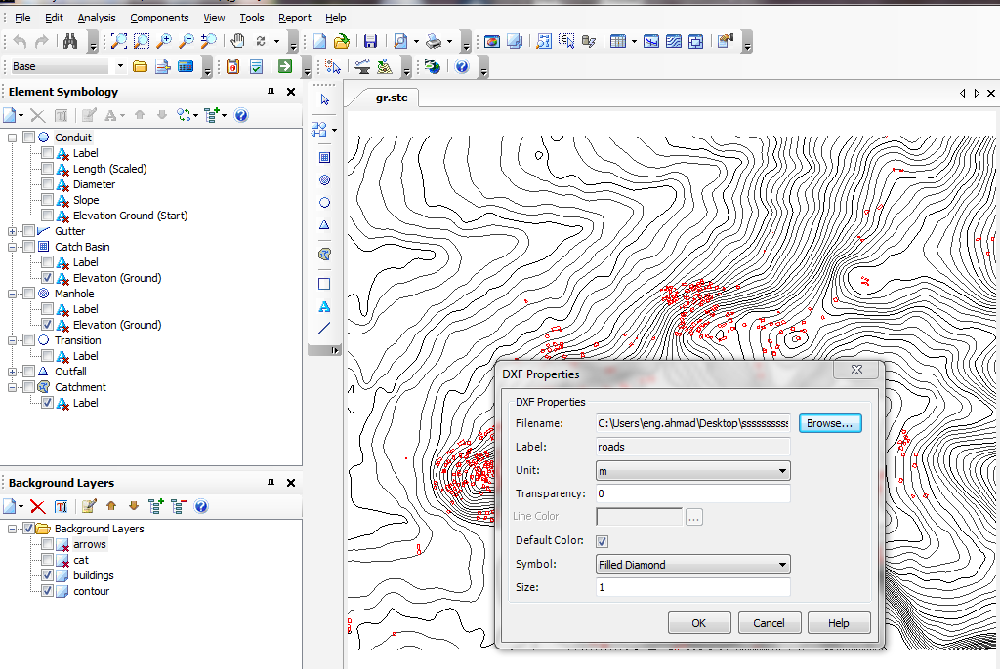 File Edit Analysis Components View Tools Report Help
Base
Element Symbology
gr.stc
Conduit
Label
Length (Scaled)
Diameter
Slope
Elevation Ground (Start)
Gutter
Catch Basin
Label
Elevation (Ground)
Manhole
Label
Elevation (Ground)
Transition
Label
Outfall
Catchment
Label
Background Layers
Background Layers
arrows
cat
buildings
contour
DXF Properties
DXF Properties
Filename: C:\Users\eng.ahmad\Desktop\ssssssssss Browse...
Label: roads
Unit: m
Transparency: 0
Line Color ...
Default Color:
Symbol: Filled Diamond
Size: 1
OK Cancel Help